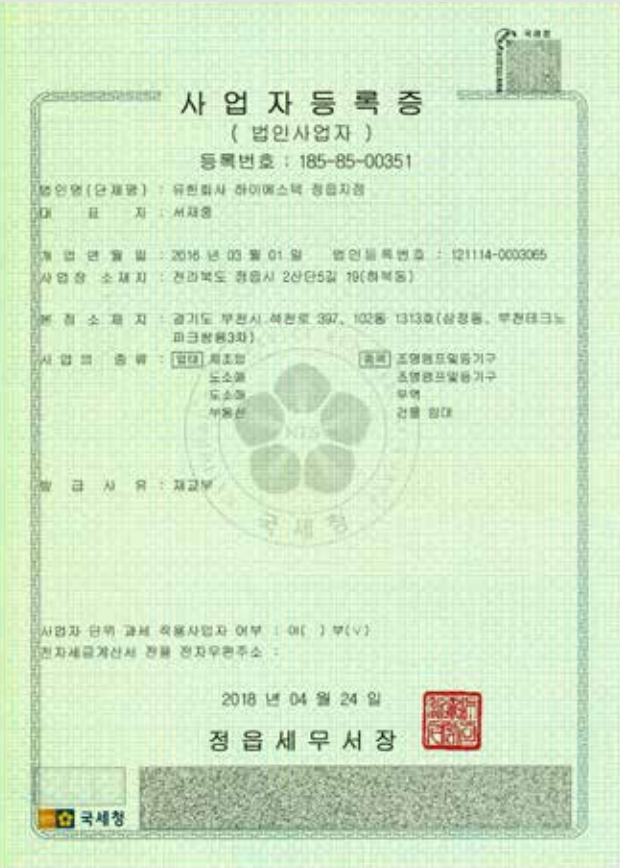 국세청
사업자등록증
( 법인사업자 )
등록번호 : 185-85-00351
법인명(단체명) : 유한회사 하이에스텍 정읍지점
대 표 자 : 서재중
개 업 연 월 일 : 2016 년 03 월 01 일 법인등록번호 : 121114-0003065
사업장 소재지 : 전라북도 정읍시 2산단5길 19(하북동)
본 점 소 재 지 : 경기도 부천시 석천로 397, 102동 1313호(삼정동, 부천테크노
파크쌍용3차)
사 업 의 종 류 : 업태 제조업 종목 조명램프및등기구
도소매 조명램프및등기구
도소매 무역
부동산 건물 임대
NTS
국세청
발 급 사 유 : 재교부
사업자 단위 과세 적용사업자 여부 : 여( ) 부(∨)
전자세금계산서 전용 전자우편주소 :
2018 년 04 월 24 일
정읍세무서장
국세청